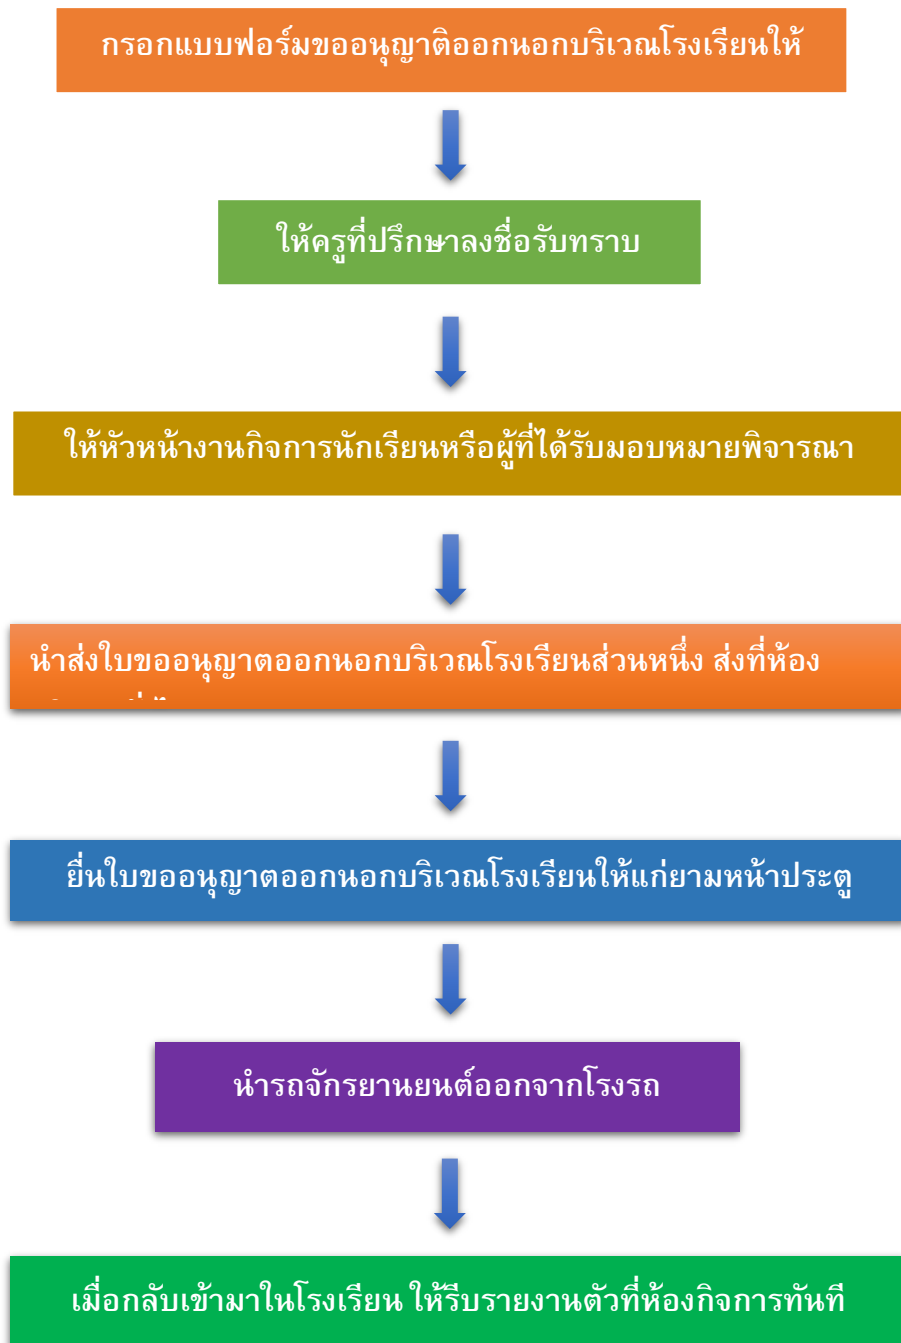 กรอกแบบฟอร์มขออนุญาติออกนอกบริเวณโรงเรียนให้
ให้ครูที่ปรึกษาลงชื่อรับทราบ
ให้หัวหน้างานกิจการนักเรียนหรือผู้ที่ได้รับมอบหมายพิจารณา
นำส่งใบขออนุญาตออกนอกบริเวณโรงเรียนส่วนหนึ่ง ส่งที่ห้อง
ยื่นใบขออนุญาตออกนอกบริเวณโรงเรียนให้แก่ยามหน้าประตู
นำรถจักรยานยนต์ออกจากโรงรถ
เมื่อกลับเข้ามาในโรงเรียน ให้รีบรายงานตัวที่ห้องกิจการทันที